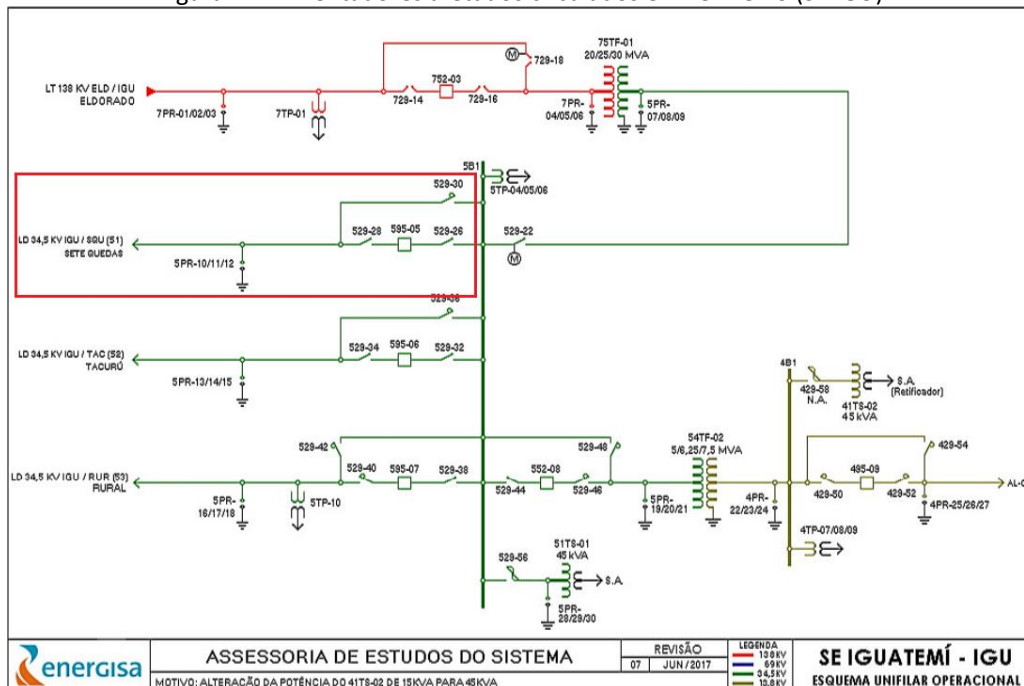 75TF-01
20/25/30 MVA
729-18
M
752-03
LT 138 KV ELD / IGU
ELDORADO
729-14
729-16
7PR-01/02/03
7TP-01
7PR-
04/05/06
5PR-
07/08/09
5B1
5TP-04/05/06
529-30
529-28
595-05
529-26
529-22
M
LD 34,5 KV IGU / SQU (51)
SETE QUEDAS
5PR-10/11/12
529-36
529-34
595-06
529-32
LD 34,5 KV IGU / TAC (52)
TACURÚ
5PR-13/14/15
4B1
429-58
N.A.
S.A.
(Retificador)
41TS-02
45 kVA
529-42
529-48
54TF-02
5/6,25/7,5 MVA
429-54
529-40
595-07
529-38
552-08
495-09
LD 34,5 KV IGU / RUR (53)
RURAL
529-44
529-46
429-50
429-52
5PR-
16/17/18
5TP-10
5PR-
19/20/21
4PR-
22/23/24
4PR-25/26/27
4TP-07/08/09
51TS-01
45 kVA
529-56
S.A.
5PR-
28/29/30
energisa
ASSESSORIA DE ESTUDOS DO SISTEMA
MOTIVO: ALTERAÇÃO DA POTÊNCIA DO 41TS-02 DE 15KVA PARA 45KVA
REVISÃO
07 JUN / 2017
LEGENDA
138KV
69KV
34,5KV
13,8KV
SE IGUATEMÍ - IGU
ESQUEMA UNIFILAR OPERACIONAL